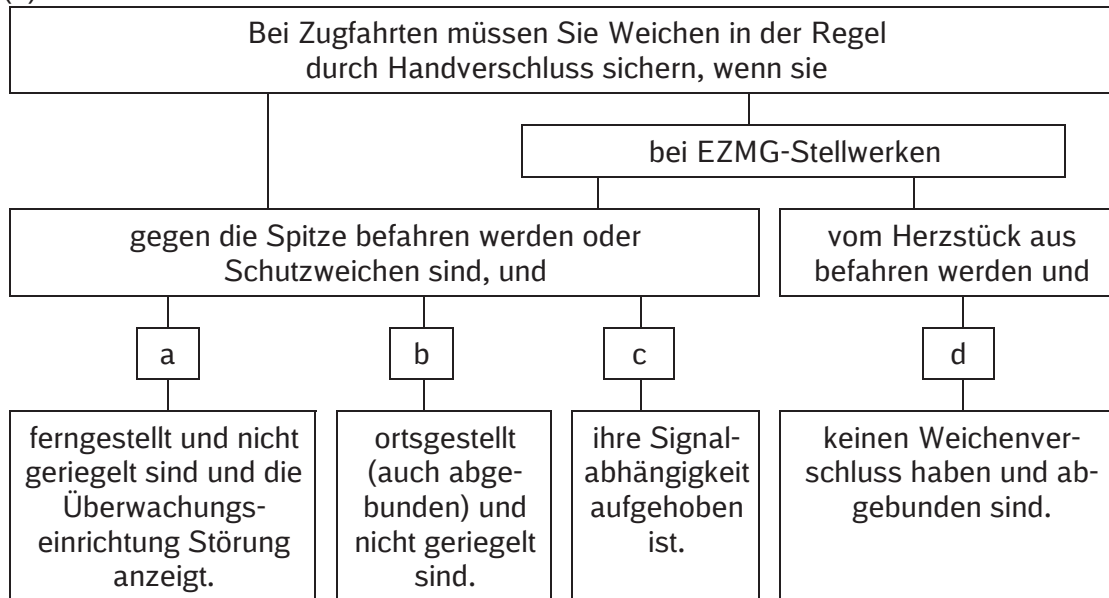 Bei Zugfahrten müssen Sie Weichen in der Regel
durch Handverschluss sichern, wenn sie
bei EZMG-Stellwerken
gegen die Spitze befahren werden oder
Schutzweichen sind, und
vom Herzstück aus
befahren werden und
a
b
c
d
ferngestellt und nicht
geriegelt sind und die
Überwachungs-
einrichtung Störung
anzeigt.
ortsgestellt
(auch abge-
bunden) und
nicht geriegelt
sind.
ihre Signal-
abhängigkeit
aufgehoben
ist.
keinen Weichenver-
schluss haben und ab-
gebunden sind.